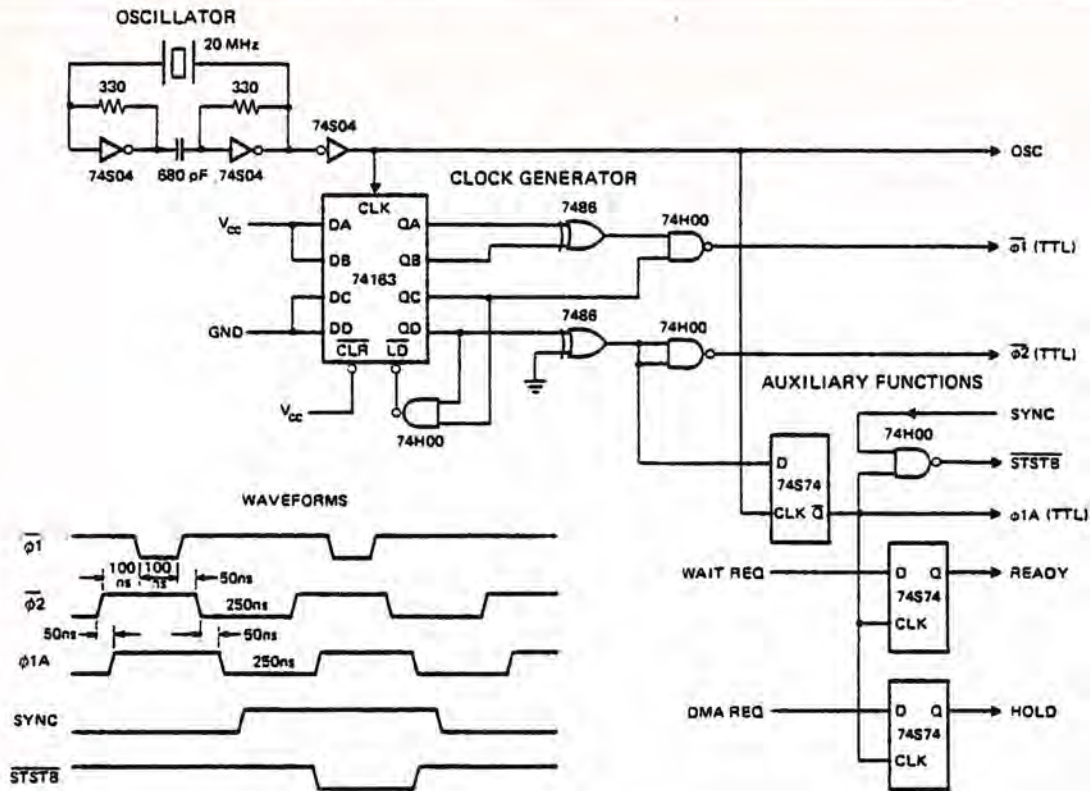 OSCILLATOR
20 MHz
330
330
74S04
74S04
680 pF
74S04
OSC
CLOCK GENERATOR
CLK
VCC
DA
QA
7486
74H00
DB
QB
φ1 (TTL)
74163
DC
QC
GND
DD
QD
7486
74H00
CLR
LD
φ2 (TTL)
AUXILIARY FUNCTIONS
VCC
74H00
SYNC
74H00
D
STSTB
74S74
WAVEFORMS
CLK Q
φ1A (TTL)
φ1
100 ns
100 ns
50ns
WAIT REQ
D Q
READY
φ2
250ns
74S74
50ns
50ns
CLK
φ1A
250ns
DMA REQ
D Q
HOLD
SYNC
74S74
CLK
STSTB